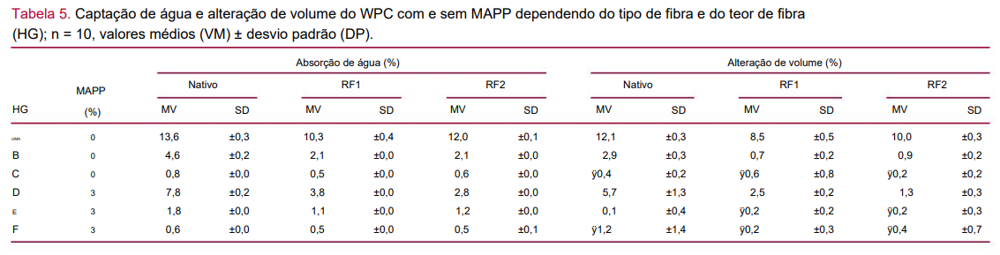 Tabela 5. Captação de água e alteração de volume do WPC com e sem MAPP dependendo do tipo de fibra e do teor de fibra
(HG); n = 10, valores médios (VM) ± desvio padrão (DP).
Absorção de água (%) Alteração de volume (%)
MAPP Nativo RF1 RF2 Nativo RF1 RF2
HG (%) MV SD MV SD MV SD MV SD MV SD MV SD
UMA 0 13,6 ±0,3 10,3 ±0,4 12,0 ±0,1 12,1 ±0,3 8,5 ±0,5 10,0 ±0,3
B 0 4,6 ±0,2 2,1 ±0,0 2,1 ±0,0 2,9 ±0,3 0,7 ±0,2 0,9 ±0,2
C 0 0,8 ±0,0 0,5 ±0,0 0,6 ±0,0 ÿ0,4 ±0,2 ÿ0,6 ±0,8 ÿ0,2 ±0,2
D 3 7,8 ±0,2 3,8 ±0,0 2,8 ±0,0 5,7 ±1,3 2,5 ±0,2 1,3 ±0,3
E 3 1,8 ±0,0 1,1 ±0,0 1,2 ±0,0 0,1 ±0,4 ÿ0,2 ±0,2 ÿ0,2 ±0,3
F 3 0,6 ±0,0 0,5 ±0,0 0,5 ±0,1 ÿ1,2 ±1,4 ÿ0,2 ±0,3 ÿ0,4 ±0,7